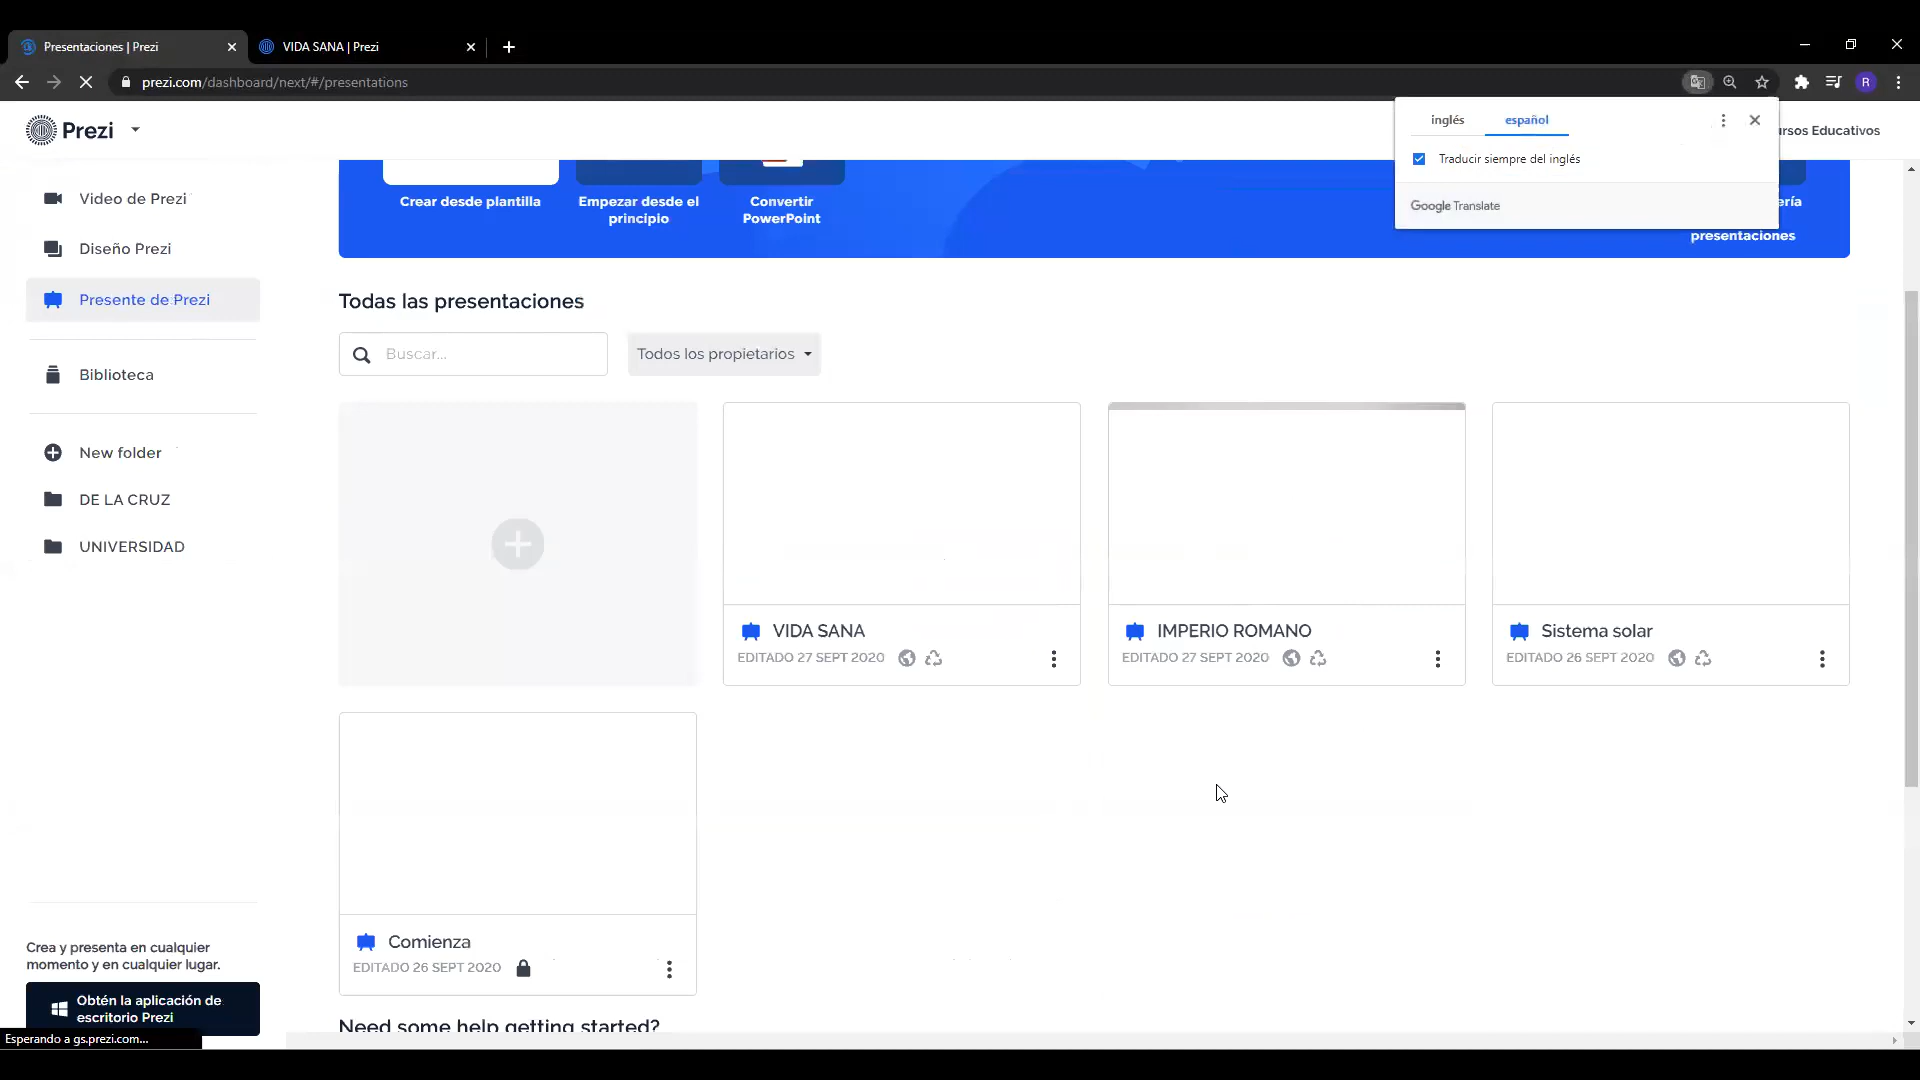 Presentaciones | Prezi
VIDA SANA | Prezi
prezi.com/dashboard/next/#/presentations
R
Prezi
inglés
español
Traducir siempre del inglés
Google Translate
rsos Educativos
Video de Prezi
Diseño Prezi
Presente de Prezi
Biblioteca
New folder
DE LA CRUZ
UNIVERSIDAD
Crear desde plantilla
Empezar desde el
principio
Convertir
PowerPoint
ería
presentaciones
Todas las presentaciones
Buscar...
Todos los propietarios
VIDA SANA
EDITADO 27 SEPT 2020
IMPERIO ROMANO
EDITADO 27 SEPT 2020
Sistema solar
EDITADO 26 SEPT 2020
Comienza
EDITADO 26 SEPT 2020
Crea y presenta en cualquier
momento y en cualquier lugar.
Obtén la aplicación de
escritorio Prezi
Need some help getting started?
Esperando a gs.prezi.com...